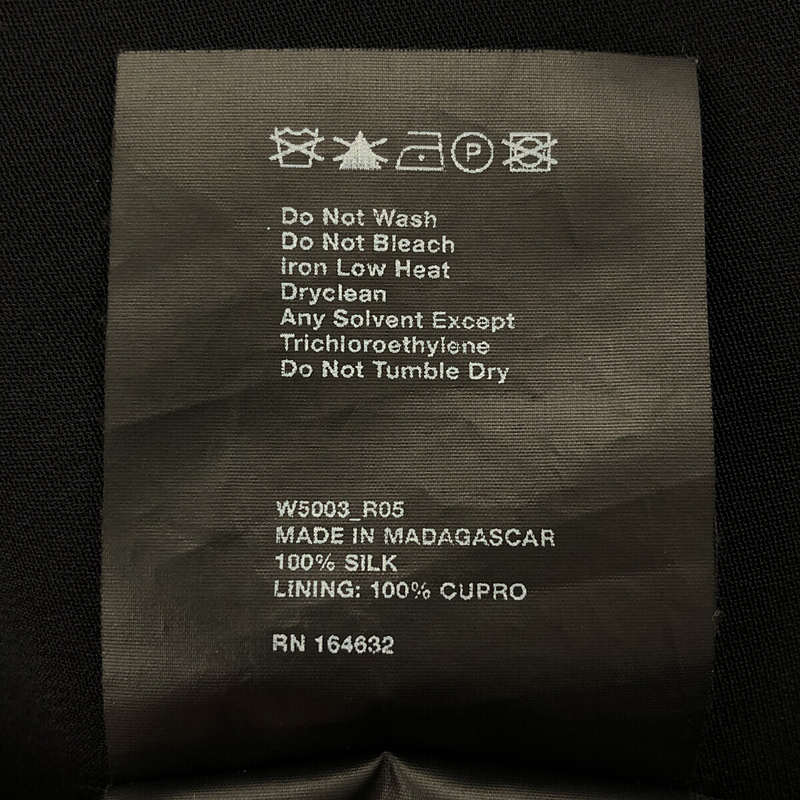 P
Do Not Wash
Do Not Bleach
Iron Low Heat
Dryclean
Any Solvent Except
Trichloroethylene
Do Not Tumble Dry
W5003_R05
MADE IN MADAGASCAR
100% SILK
LINING: 100% CUPRO
RN 164632